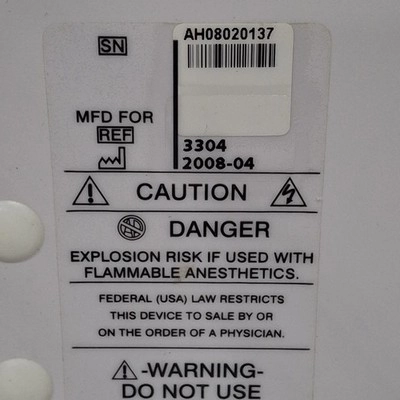 SN AH08020137
MFD FOR
REF 3304
2008-04
CAUTION
DANGER
EXPLOSION RISK IF USED WITH
FLAMMABLE ANESTHETICS.
FEDERAL (USA) LAW RESTRICTS
THIS DEVICE TO SALE BY OR
ON THE ORDER OF A PHYSICIAN.
-WARNING-
DO NOT USE